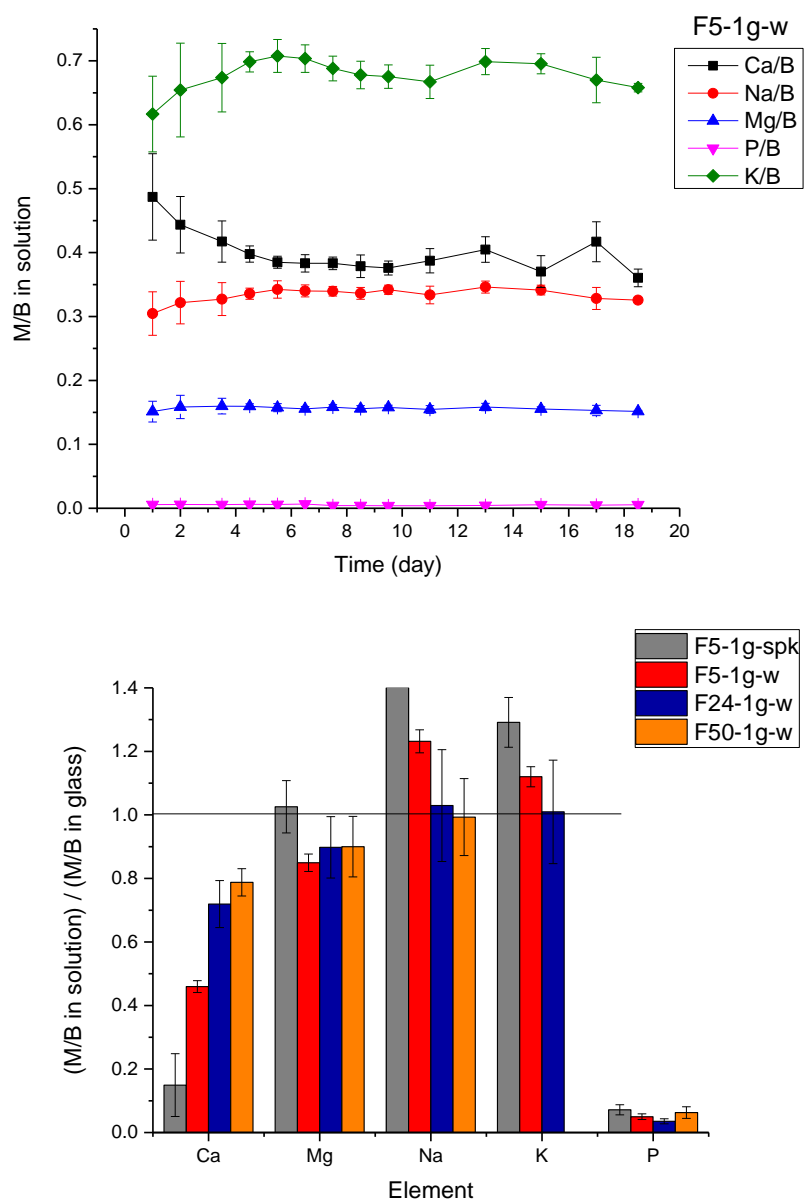 F5-1g-w
Ca/B
Na/B
Mg/B
P/B
K/B
0.7
0.6
0.5
0.4
0.3
0.2
0.1
0.0
M/B in solution
0 2 4 6 8 10 12 14 16 18 20
Time (day)
F5-1g-spk
F5-1g-w
F24-1g-w
F50-1g-w
1.4
1.2
1.0
0.8
0.6
0.4
0.2
0.0
(M/B in solution) / (M/B in glass)
Ca Mg Na K P
Element